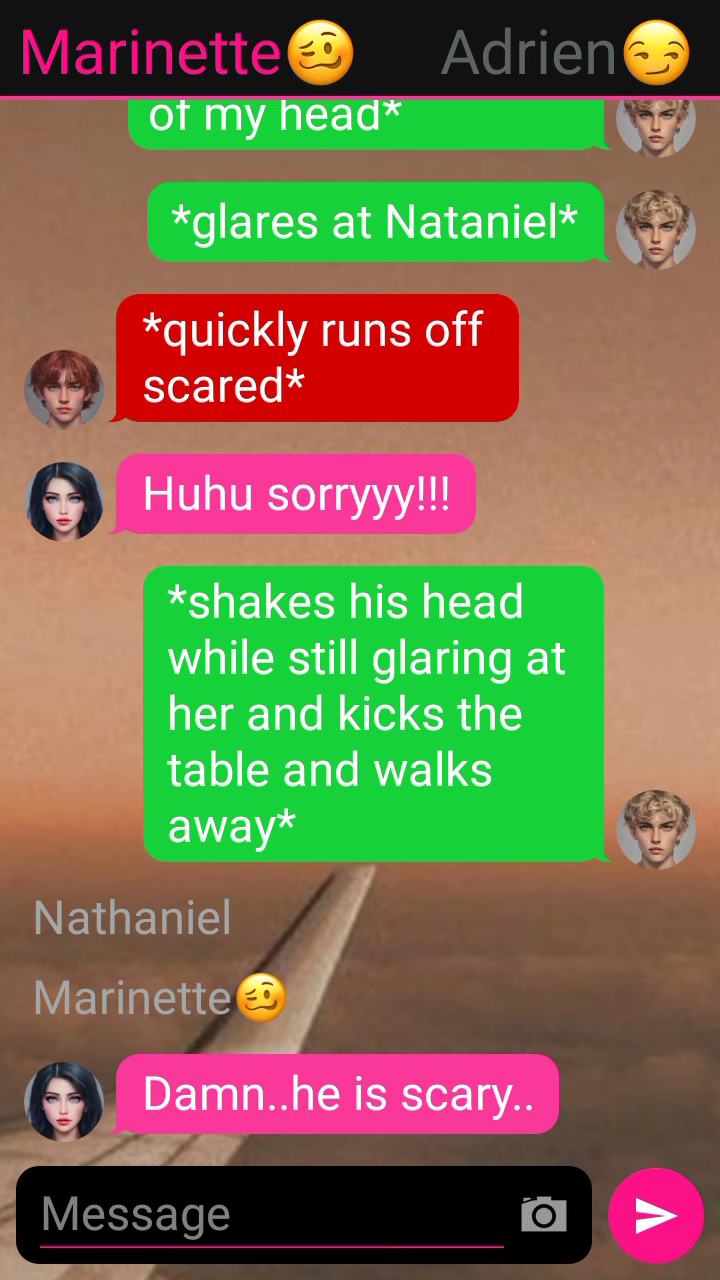 Marinette🥴 Adrien😏
of my head*
*glares at Nataniel*
*quickly runs off
scared*
Huhu sorryyy!!!
*shakes his head
while still glaring at
her and kicks the
table and walks
away*
Nathaniel
Marinette🥴
Damn..he is scary..
Message